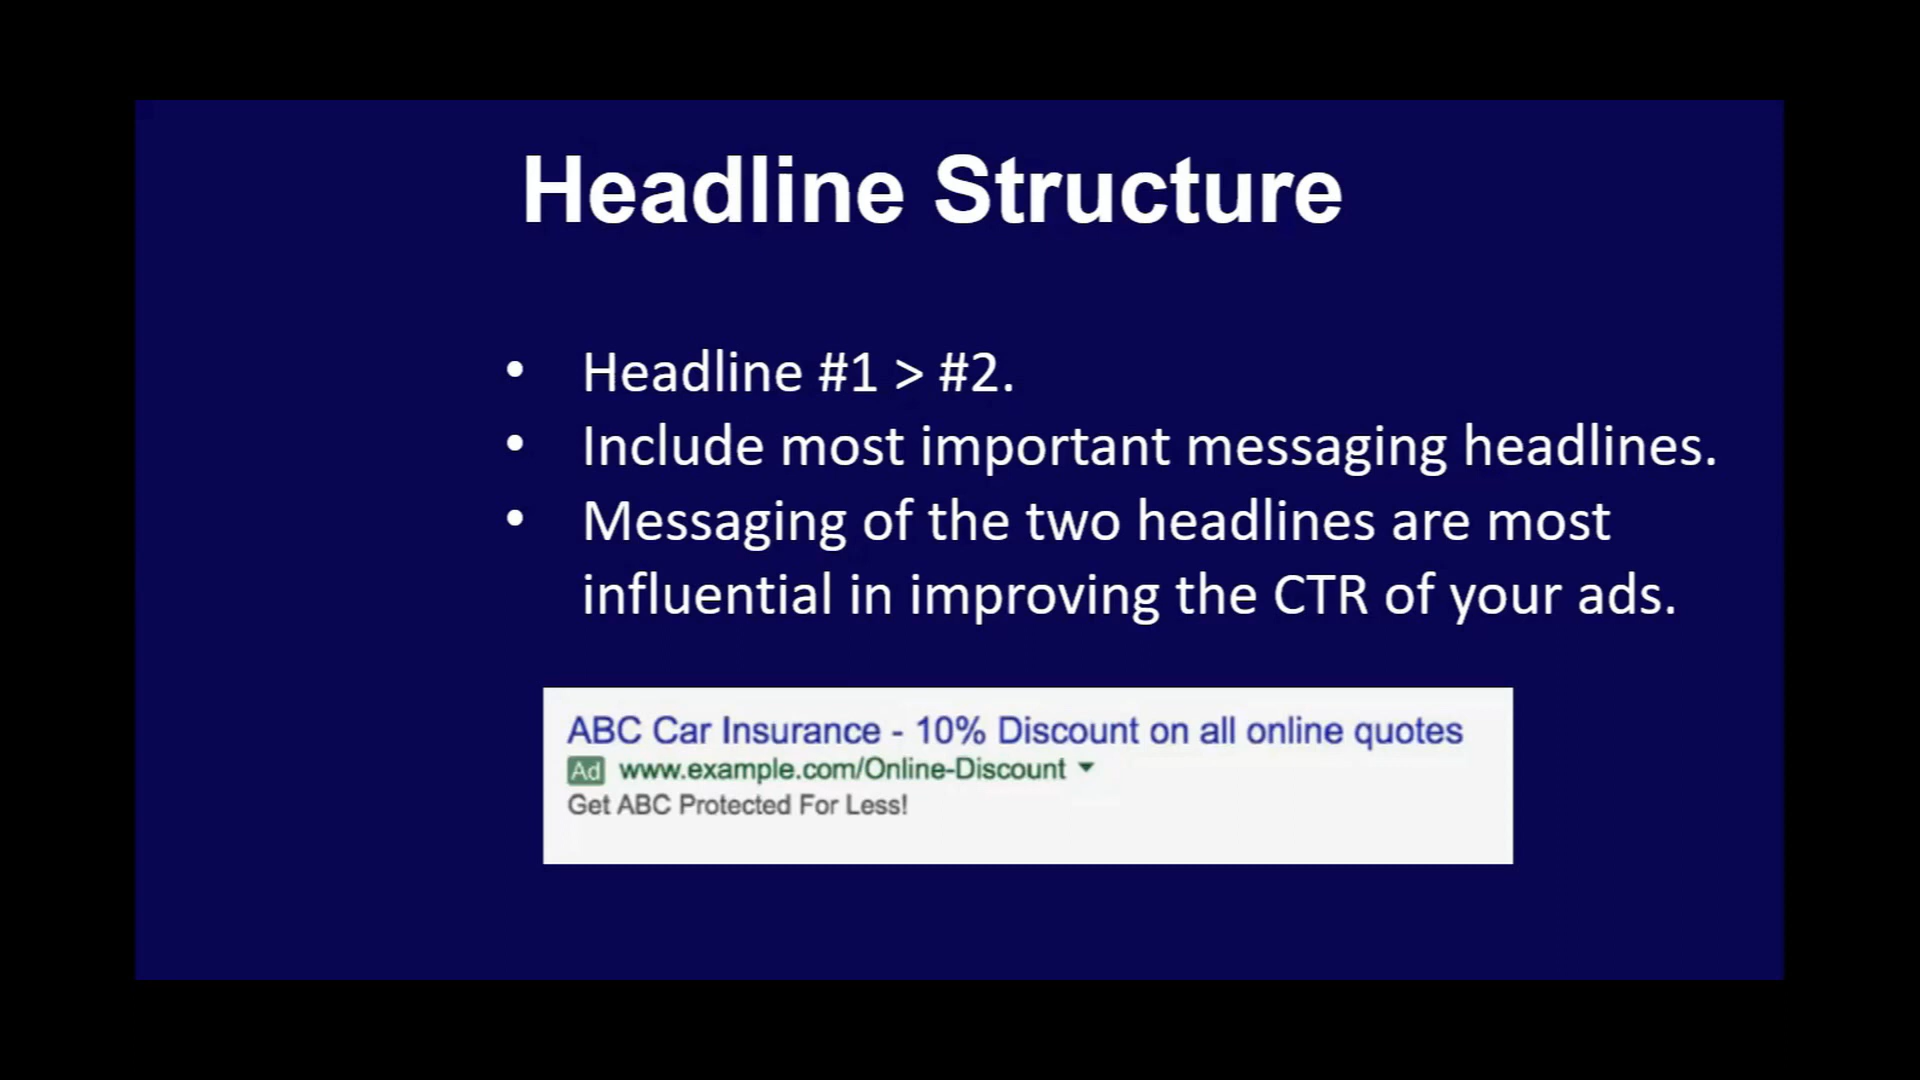 Headline Structure
• Headline #1 > #2.
• Include most important messaging headlines.
• Messaging of the two headlines are most
influential in improving the CTR of your ads.
ABC Car Insurance - 10% Discount on all online quotes
Ad www.example.com/Online-Discount
Get ABC Protected For Less!